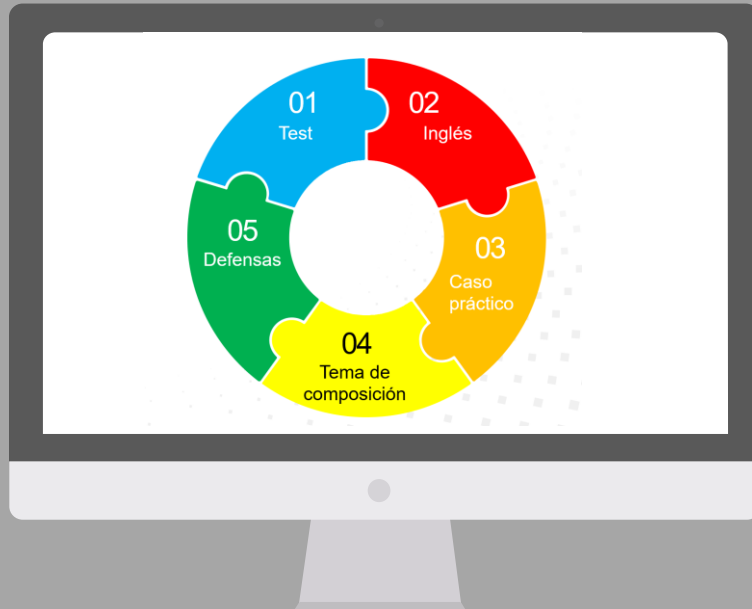 01
Test
02
Inglés
03
Caso
práctico
04
Tema de
composición
05
Defensas